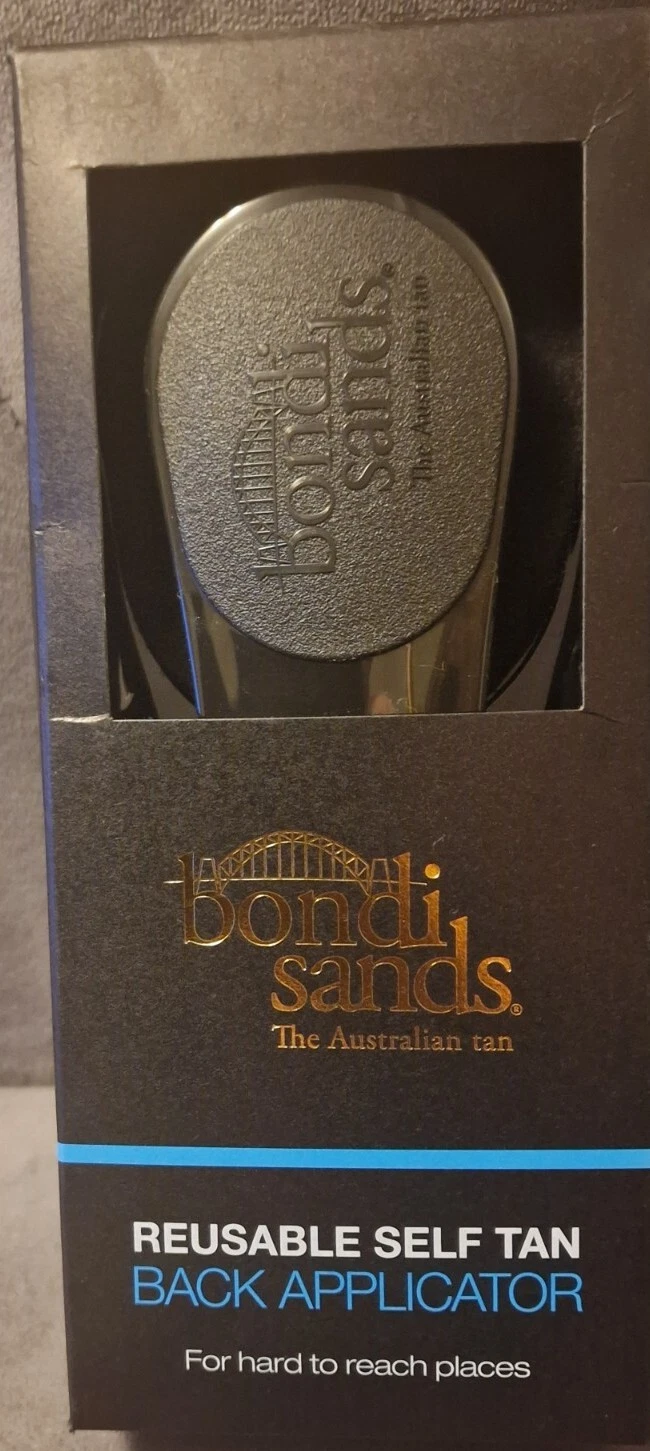 bondi
sands®
The Australian tan
bondi
sands®
The Australian tan
REUSABLE SELF TAN
BACK APPLICATOR
For hard to reach places